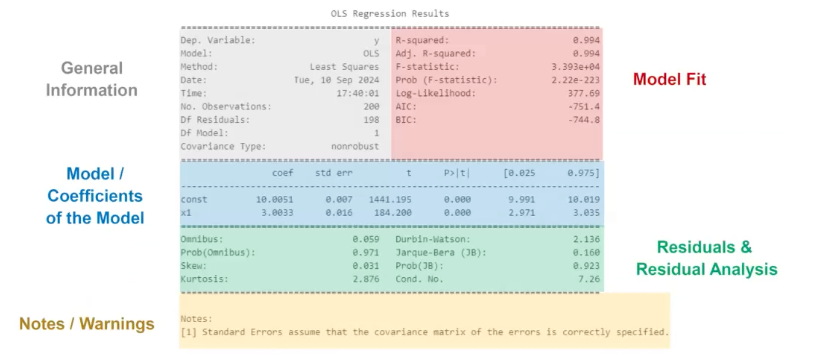 OLS Regression Results
General
Information
Dep. Variable: y R-squared: 0.994
Model: OLS Adj. R-squared: 0.994
Method: Least Squares F-statistic: 3.393e+04
Date: Tue, 10 Sep 2024 Prob (F-statistic): 2.22e-223
Time: 17:40:01 Log-Likelihood: 377.69
No. Observations: 200 AIC: -751.4
Df Residuals: 198 BIC: -744.8
Df Model: 1
Covariance Type: nonrobust
Model Fit
Model /
Coefficients
of the Model
coef std err t P>|t| [0.025 0.975]
const 10.0051 0.007 1441.195 0.000 9.991 10.019
x1 3.0033 0.016 184.200 0.000 2.971 3.035
Omnibus: 0.059 Durbin-Watson: 2.136
Prob(Omnibus): 0.971 Jarque-Bera (JB): 0.160
Skew: 0.031 Prob(JB): 0.923
Kurtosis: 2.876 Cond. No. 7.26
Residuals &
Residual Analysis
Notes / Warnings
Notes:
[1] Standard Errors assume that the covariance matrix of the errors is correctly specified.